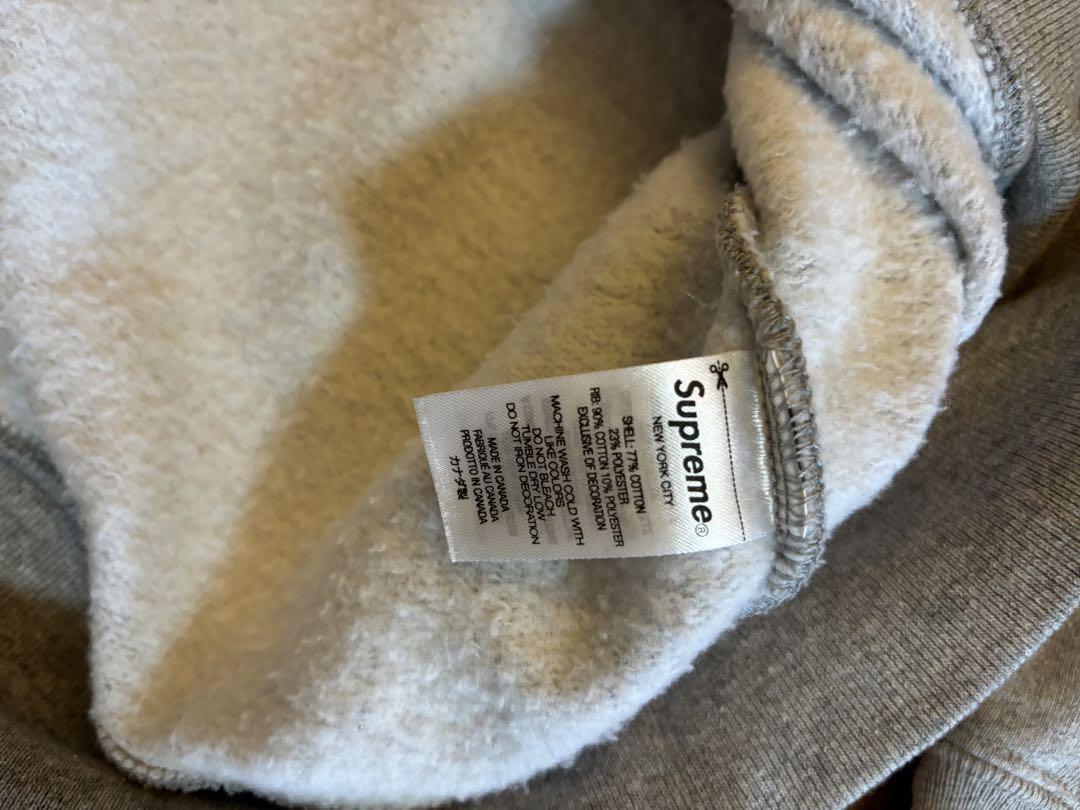 Supreme®
NEW YORK CITY
SHELL: 77% COTTON
23% POLYESTER
RIB: 90% COTTON 10% POLYESTER
EXCLUSIVE OF DECORATION
MACHINE WASH COLD WITH
LIKE COLORS
DO NOT BLEACH
TUMBLE DRY LOW
DO NOT IRON DECORATION
MADE IN CANADA
FABRIQUÉ AU CANADA
PRODOTTO IN CANADA
カナダ製